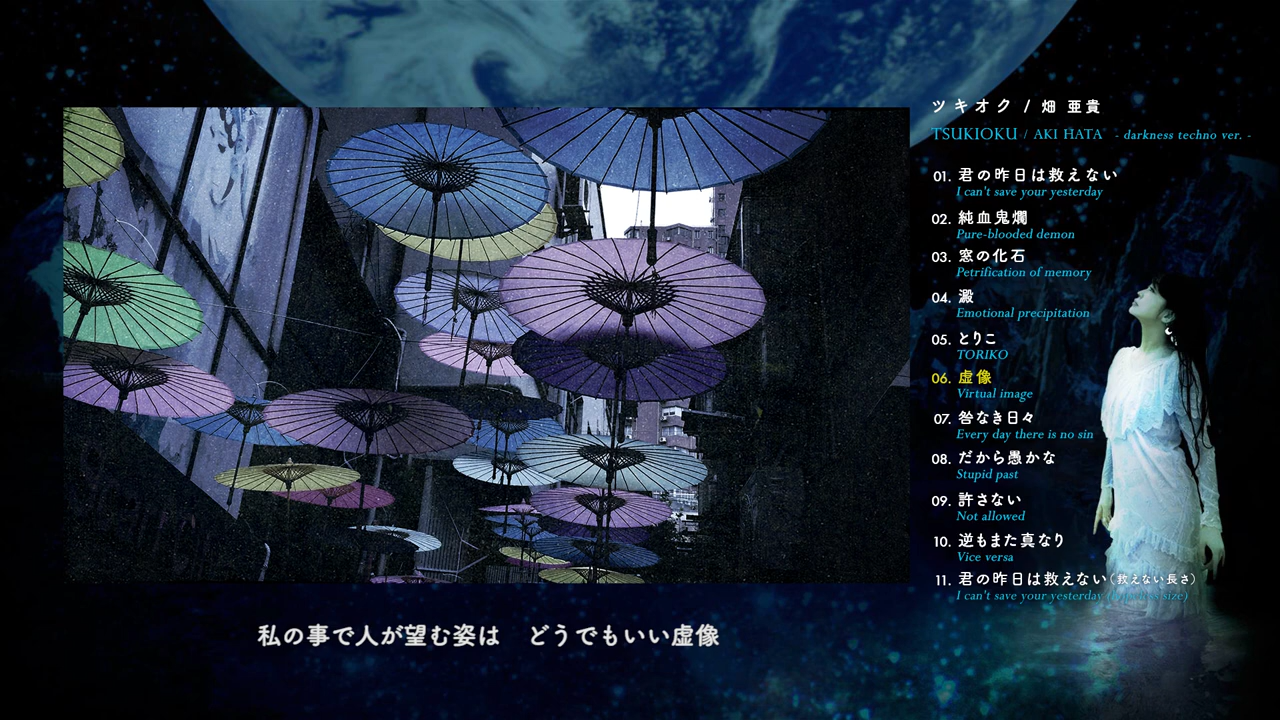 ツキオク / 畑 亜貴
TSUKIOKU / AKI HATA - darkness techno ver. -
01. 君の昨日は救えない
I can't save your yesterday
02. 純血鬼爛
Pure-blooded demon
03. 窓の化石
Petrification of memory
04. 澱
Emotional precipitation
05. とりこ
TORIKO
06. 虚像
Virtual image
07. 咎なき日々
Every day there is no sin
08. だから愚かな
Stupid past
09. 許さない
Not allowed
10. 逆もまた真なり
Vice versa
11. 君の昨日は救えない(救えない長さ)
I can't save your yesterday
私の事で人が望む姿は どうでもいい虚像